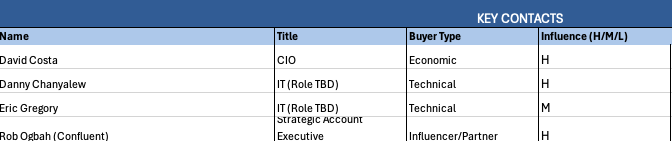 KEY CONTACTS
Name Title Buyer Type Influence (H/M/L)
David Costa CIO Economic H
Danny Chanyalew IT (Role TBD) Technical H
Eric Gregory IT (Role TBD) Technical M
Strategic Account
Rob Ogbah (Confluent) Executive Influencer/Partner H